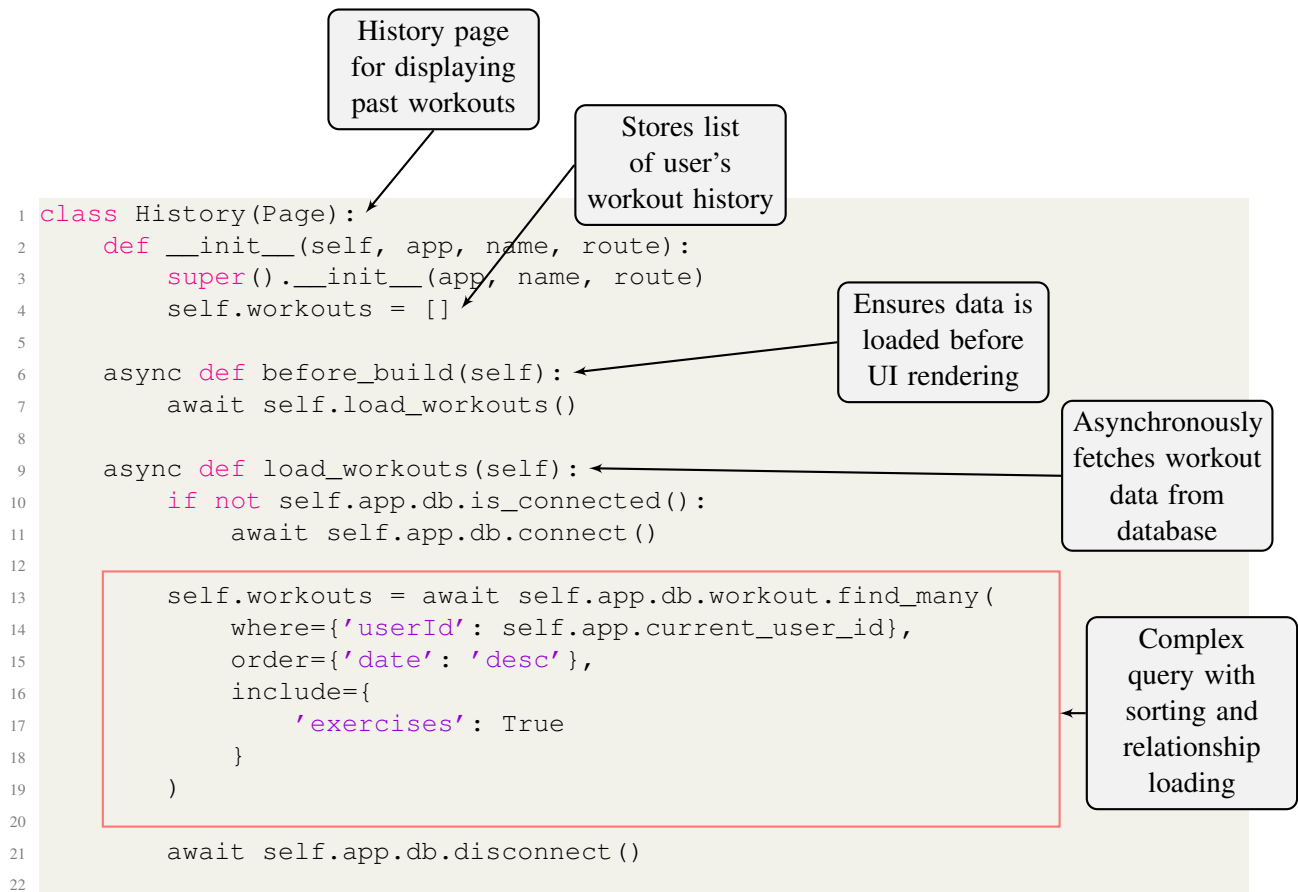 History page
for displaying
past workouts
Stores list
of user's
workout history
1 class History(Page):
2     def __init__(self, app, name, route):
3         super().__init__(app, name, route)
4         self.workouts = []
5
6     async def before_build(self):
7         await self.load_workouts()
8
9     async def load_workouts(self):
10         if not self.app.db.is_connected():
11             await self.app.db.connect()
12
13         self.workouts = await self.app.db.workout.find_many(
14             where={'userId': self.app.current_user_id},
15             order={'date': 'desc'},
16             include={
17                 'exercises': True
18             }
19         )
20
21         await self.app.db.disconnect()
22
Ensures data is
loaded before
UI rendering
Asynchronously
fetches workout
data from
database
Complex
query with
sorting and
relationship
loading